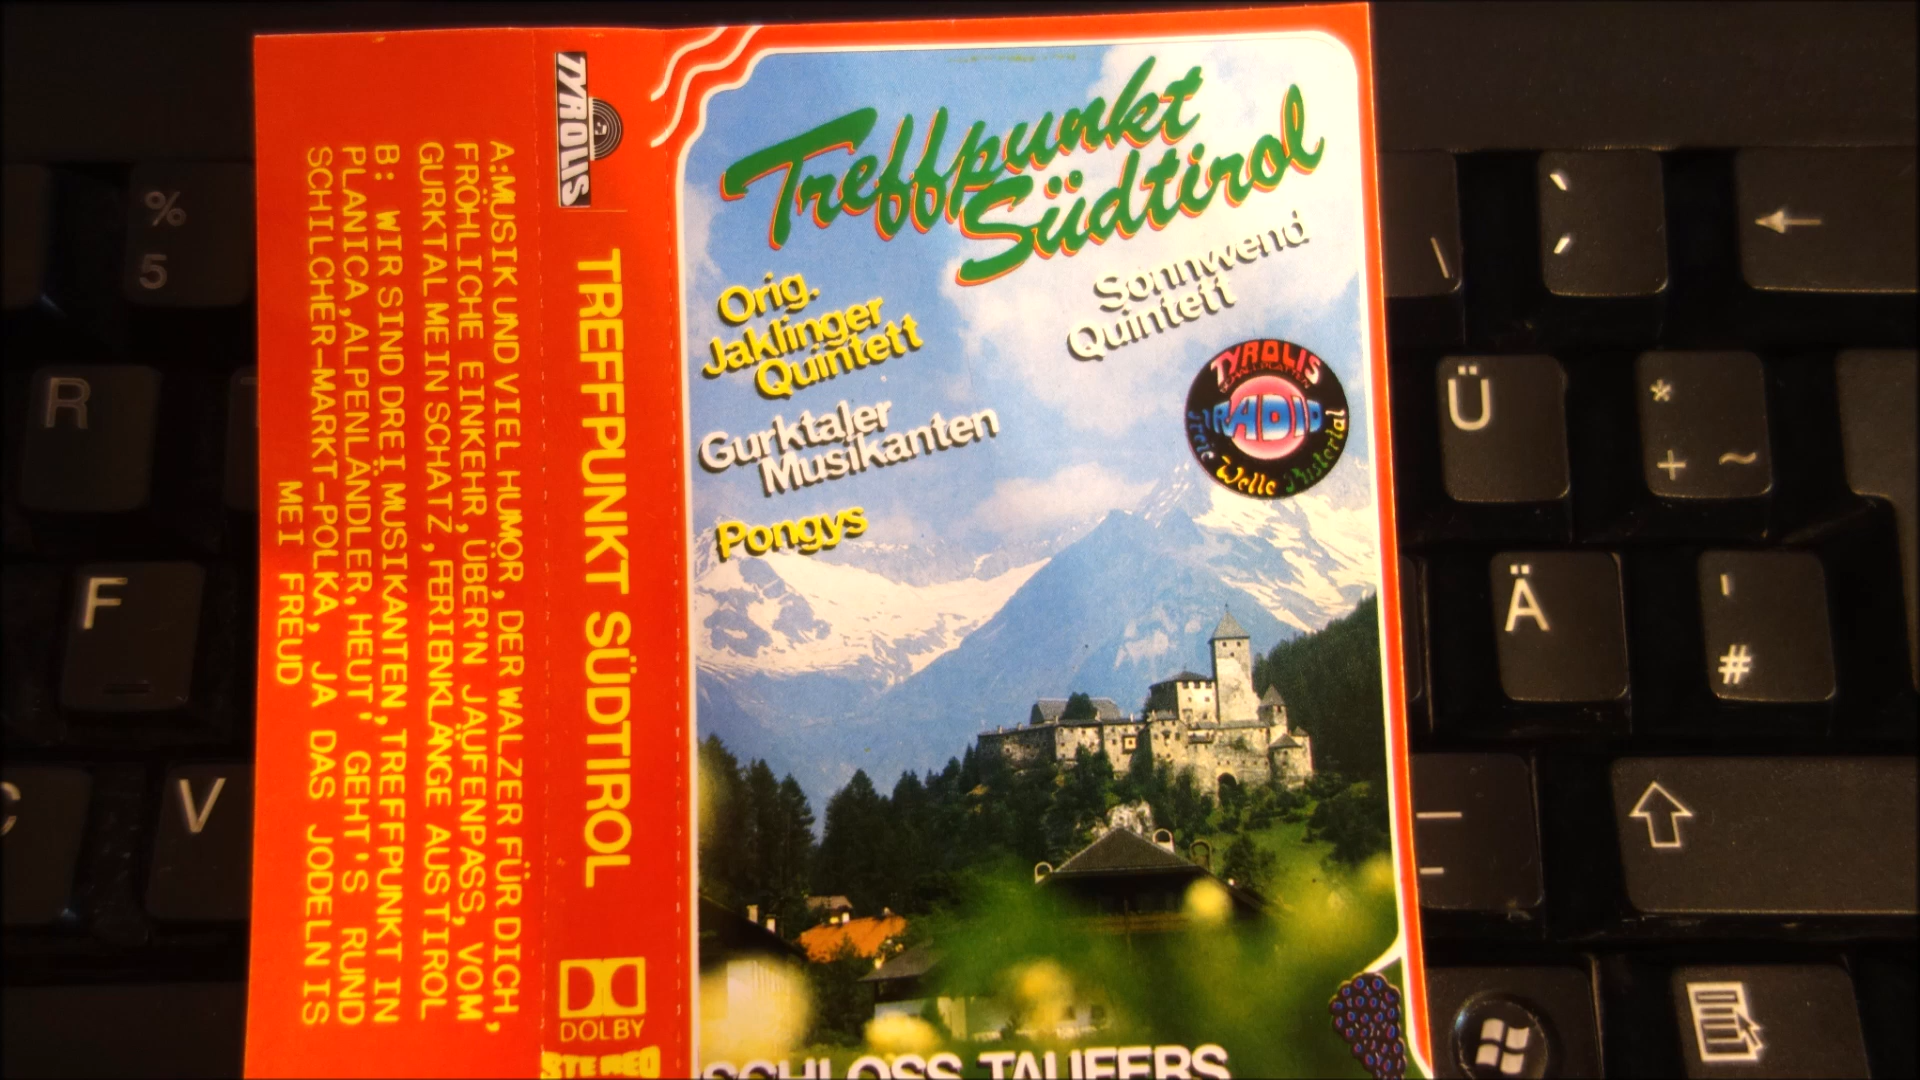 A:MUSIK UND VIEL HUMOR, DER WALZER FÜR DICH,
FRÖHLICHE EINKEHR, ÜBER'N JAUFENPASS, VOM
GURKTAL MEIN SCHATZ, FERIENKLÄNGE AUS TIROL
B: WIR SIND DREI MUSIKANTEN, TREFFPUNKT IN
PLANICA, ALPENLÄNDLER, HEUT' GEHT'S RUND
SCHILCHER-MARKT-POLKA, JA DAS JODELN IS
MEI FREUD
TYROLIS
TREFFPUNKT SÜDTIROL
DOLBY
STEREO
Treffpunkt
Südtirol
Orig.
Jaklinger
Quintett
Sonnwend
Quintett
Gurktaler
Musikanten
Pongys
TYROLIS
SCHALLPLATTEN
RADIO
Freie Welle Pustertal
SCHLOSS TAUFERS
%
5
R
F
V
Ü
*
+ ~
Ä
'
#
\